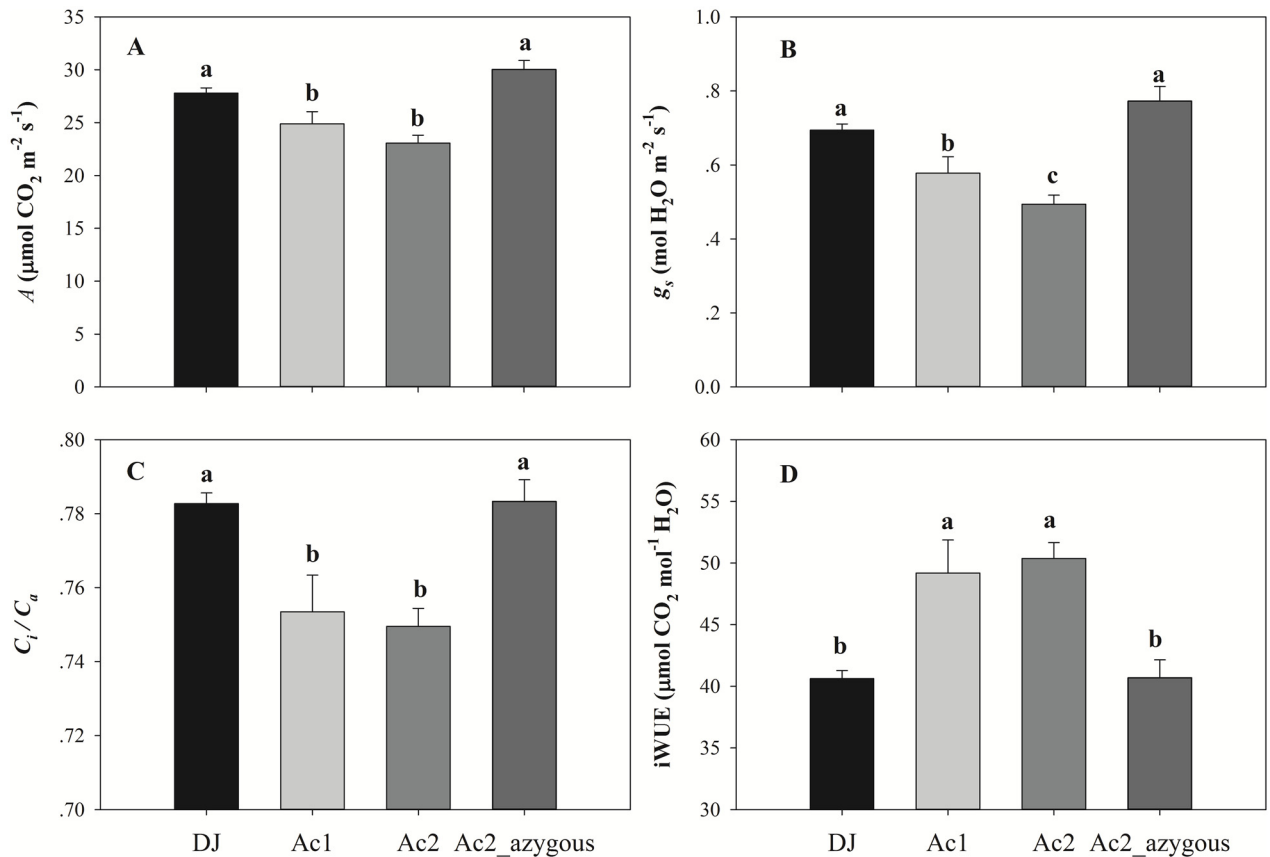 A
A (μmol CO2 m-2 s-1)
35
30
25
20
15
10
5
0
a
b
b
a
B
gs (mol H2O m-2 s-1)
1.0
.8
.6
.4
.2
0.0
a
b
c
a
C
Ci / Ca
.80
.78
.76
.74
.72
.70
a
b
b
a
DJ Ac1 Ac2 Ac2_azygous
D
iWUE (μmol CO2 mol-1 H2O)
60
55
50
45
40
35
30
b
a
a
b
DJ Ac1 Ac2 Ac2_azygous